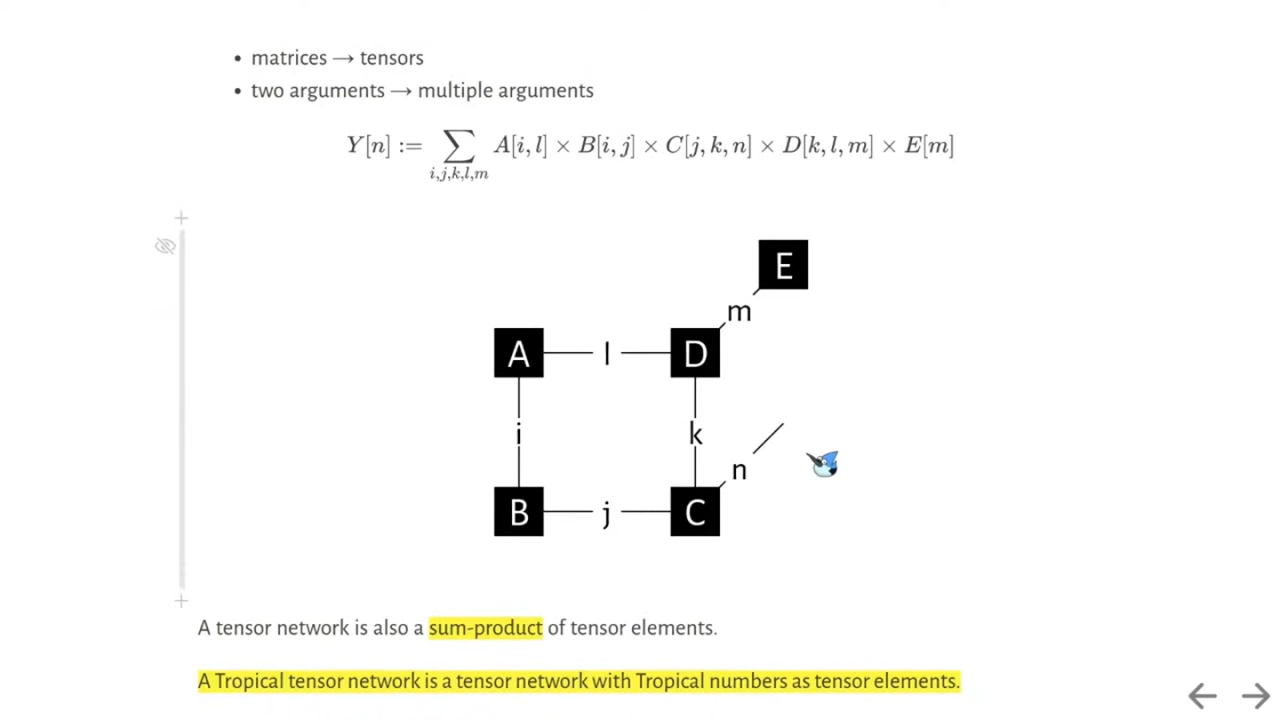 • matrices → tensors
• two arguments → multiple arguments
Y[n] := ∑ A[i, l] × B[i, j] × C[j, k, n] × D[k, l, m] × E[m]
i,j,k,l,m
E
m
A l D
i k
n
B j C
A tensor network is also a sum-product of tensor elements.
A Tropical tensor network is a tensor network with Tropical numbers as tensor elements.